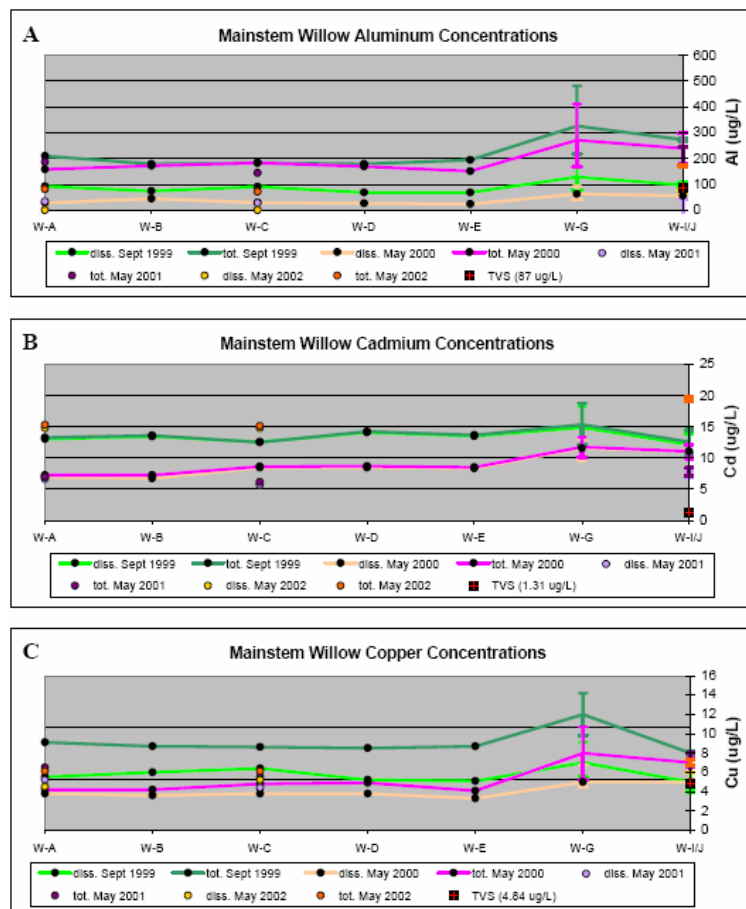 A
Mainstem Willow Aluminum Concentrations
600
500
400
300
200
100
0
Al (ug/L)
W-A W-B W-C W-D W-E W-G W-I/J
diss. Sept 1999 tot. Sept 1999 diss. May 2000 tot. May 2000 diss. May 2001
tot. May 2001 diss. May 2002 tot. May 2002 TVS (87 ug/L)
B
Mainstem Willow Cadmium Concentrations
25
20
15
10
5
0
Cd (ug/L)
W-A W-B W-C W-D W-E W-G W-I/J
diss. Sept 1999 tot. Sept 1999 diss. May 2000 tot. May 2000 diss. May 2001
tot. May 2001 diss. May 2002 tot. May 2002 TVS (1.31 ug/L)
C
Mainstem Willow Copper Concentrations
16
14
12
10
8
6
4
2
0
Cu (ug/L)
W-A W-B W-C W-D W-E W-G W-I/J
diss. Sept 1999 tot. Sept 1999 diss. May 2000 tot. May 2000 diss. May 2001
tot. May 2001 diss. May 2002 tot. May 2002 TVS (4.84 ug/L)